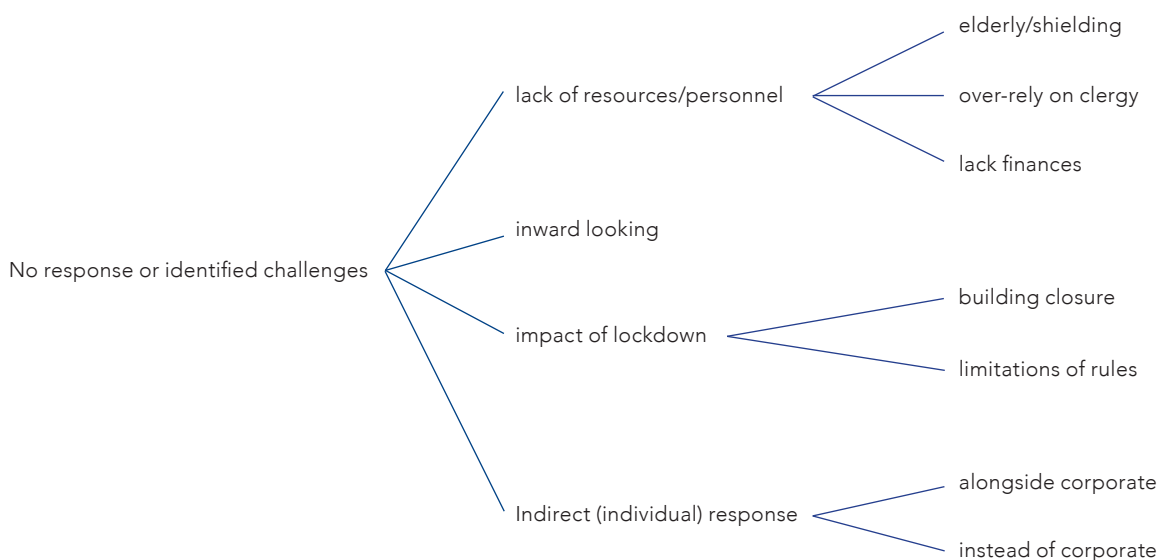 No response or identified challenges
lack of resources/personnel
elderly/shielding
over-rely on clergy
lack finances
inward looking
impact of lockdown
building closure
limitations of rules
Indirect (individual) response
alongside corporate
instead of corporate